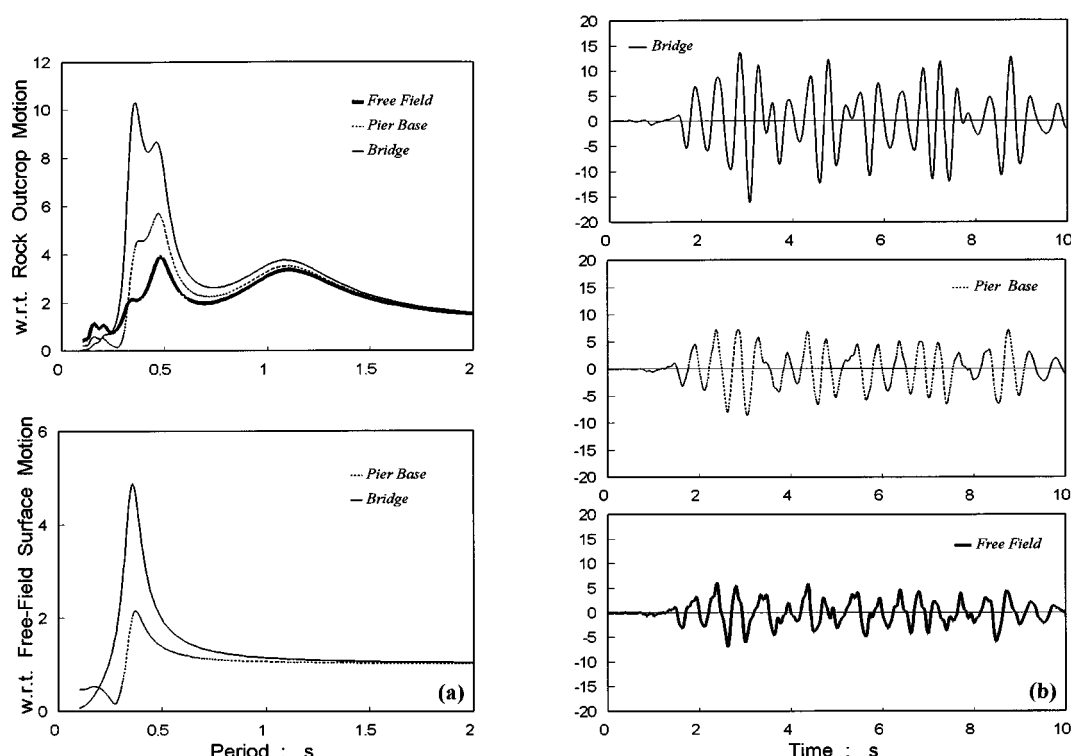 w.r.t. Rock Outcrop Motion
12
10
8
6
4
2
0
Free Field
Pier Base
Bridge
0 0.5 1 1.5 2
w.r.t. Free-Field Surface Motion
6
4
2
0
Pier Base
Bridge
(a)
0 0.5 1 1.5 2
Period : s
20
15
10
5
0
-5
-10
-15
-20
Bridge
0 2 4 6 8 10
20
15
10
5
0
-5
-10
-15
-20
Pier Base
0 2 4 6 8 10
20
15
10
5
0
-5
-10
-15
-20
Free Field
(b)
0 2 4 6 8 10
Time : s